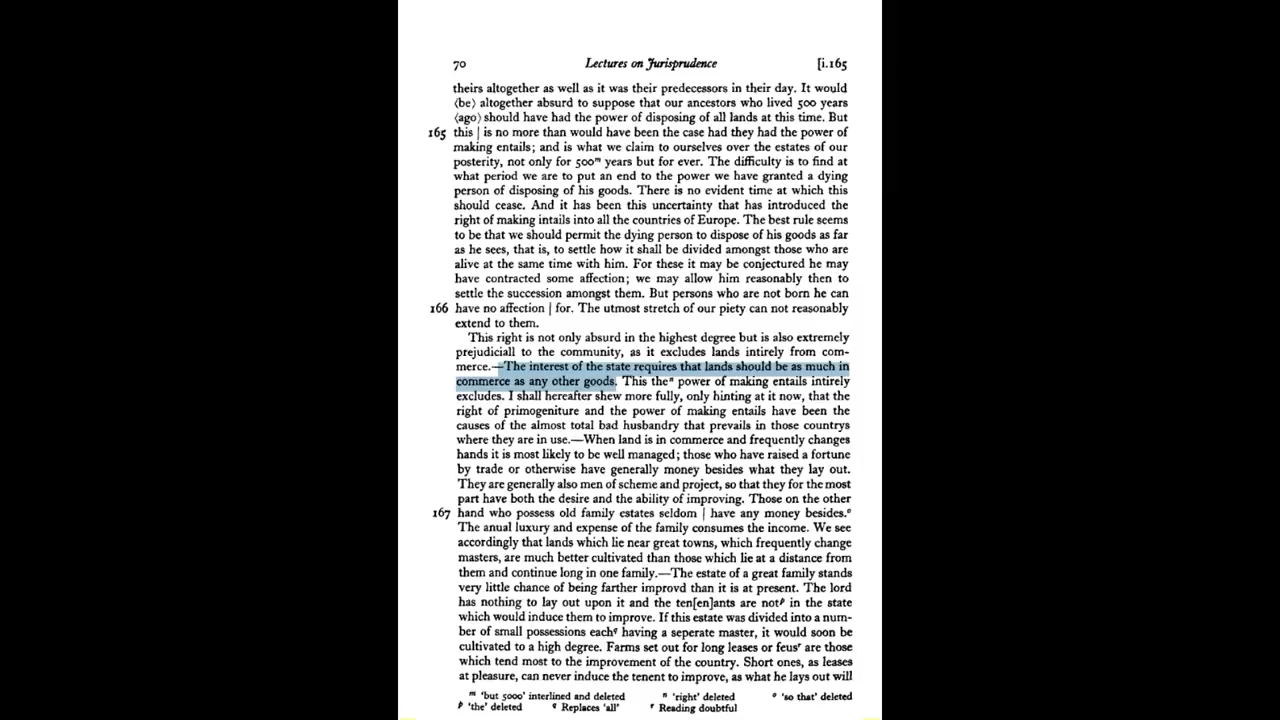 70 Lectures on Jurisprudence [i.165
theirs altogether as well as it was their predecessors in their day. It would
⟨be⟩ altogether absurd to suppose that our ancestors who lived 500 years
⟨ago⟩ should have had the power of disposing of all lands at this time. But
165 this | is no more than would have been the case had they had the power of
making entails; and is what we claim to ourselves over the estates of our
posterity, not only for 500ᵐ years but for ever. The difficulty is to find at
what period we are to put an end to the power we have granted a dying
person of disposing of his goods. There is no evident time at which this
should cease. And it has been this uncertainty that has introduced the
right of making intails into all the countries of Europe. The best rule seems
to be that we should permit the dying person to dispose of his goods as far
as he sees, that is, to settle how it shall be divided amongst those who are
alive at the same time with him. For these it may be conjectured he may
have contracted some affection; we may allow him reasonably then to
settle the succession amongst them. But persons who are not born he can
166 have no affection | for. The utmost stretch of our piety can not reasonably
extend to them.
This right is not only absurd in the highest degree but is also extremely
prejudiciall to the community, as it excludes lands intirely from com-
merce.—The interest of the state requires that lands should be as much in
commerce as any other goods. This theⁿ power of making entails intirely
excludes. I shall hereafter shew more fully, only hinting at it now, that the
right of primogeniture and the power of making entails have been the
causes of the almost total bad husbandry that prevails in those countrys
where they are in use.—When land is in commerce and frequently changes
hands it is most likely to be well managed; those who have raised a fortune
by trade or otherwise have generally money besides what they lay out.
They are generally also men of scheme and project, so that they for the most
part have both the desire and the ability of improving. Those on the other
167 hand who possess old family estates seldom | have any money besides.ᵒ
The anual luxury and expense of the family consumes the income. We see
accordingly that lands which lie near great towns, which frequently change
masters, are much better cultivated than those which lie at a distance from
them and continue long in one family.—The estate of a great family stands
very little chance of being farther improvd than it is at present. The lord
has nothing to lay out upon it and the ten[en]ants are notᵖ in the state
which would induce them to improve. If this estate was divided into a num-
ber of small possessions each𐞥 having a seperate master, it would soon be
cultivated to a high degree. Farms set out for long leases or feusʳ are those
which tend most to the improvement of the country. Short ones, as leases
at pleasure, can never induce the tenent to improve, as what he lays out will
ᵐ 'but 5000' interlined and deleted ⁿ 'right' deleted ᵒ 'so that' deleted
ᵖ 'the' deleted 𐞥 Replaces 'all' ʳ Reading doubtful